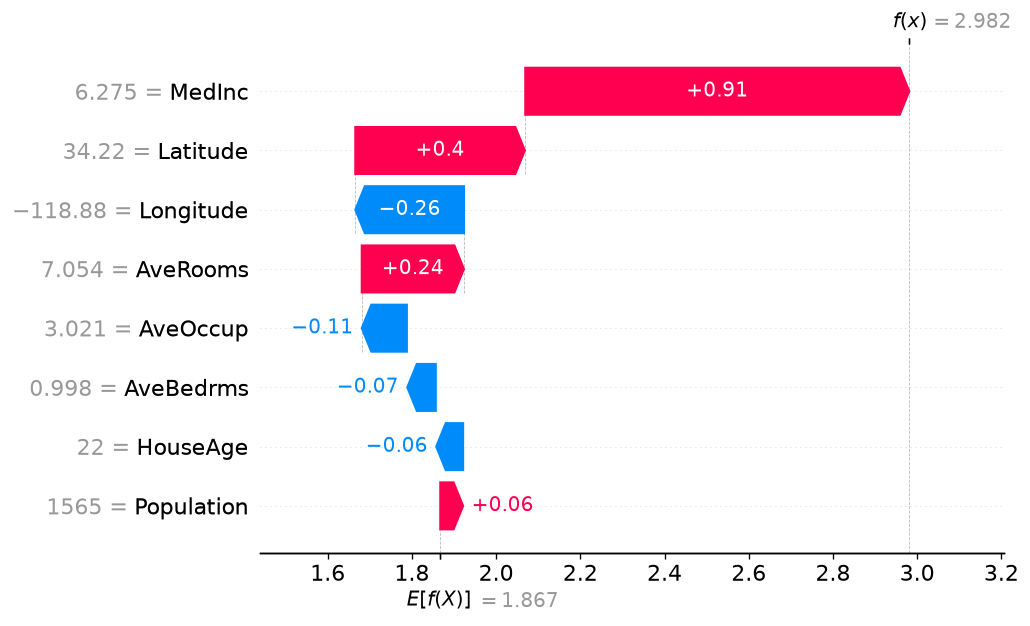 f(x) = 2.982
6.275 = MedInc
+0.91
34.22 = Latitude
+0.4
−118.88 = Longitude
−0.26
7.054 = AveRooms
+0.24
3.021 = AveOccup
−0.11
0.998 = AveBedrms
−0.07
22 = HouseAge
−0.06
1565 = Population
+0.06
1.6 1.8 2.0 2.2 2.4 2.6 2.8 3.0 3.2
E[f(X)] = 1.867